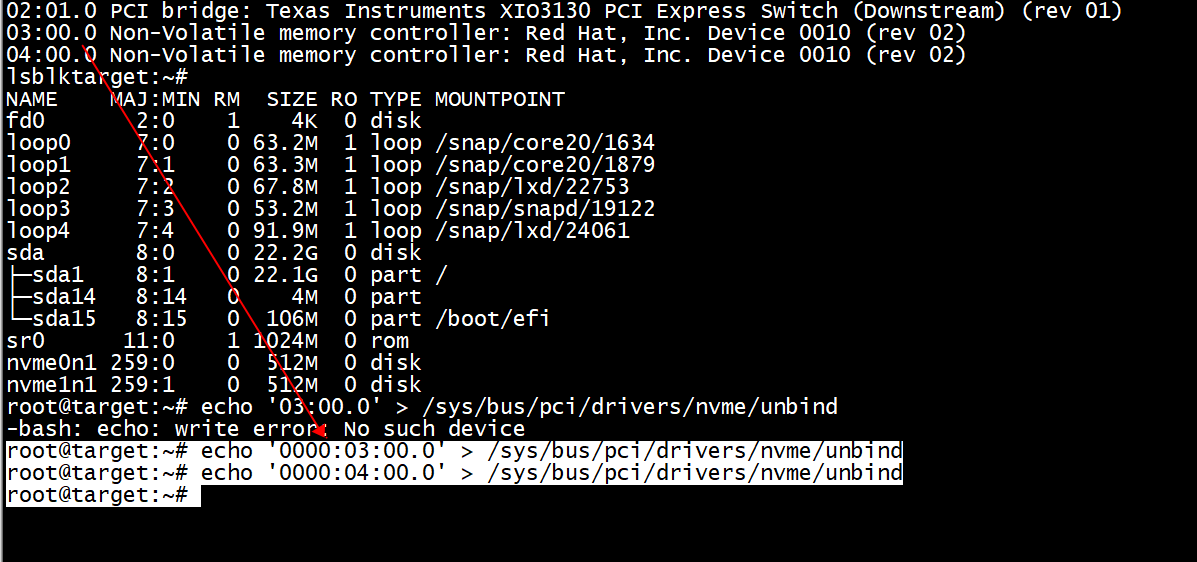 02:01.0 PCI bridge: Texas Instruments XIO3130 PCI Express Switch (Downstream) (rev 01)
03:00.0 Non-Volatile memory controller: Red Hat, Inc. Device 0010 (rev 02)
04:00.0 Non-Volatile memory controller: Red Hat, Inc. Device 0010 (rev 02)
lsblktarget:~#
NAME    MAJ:MIN RM   SIZE RO TYPE MOUNTPOINT
fd0       2:0    1     4K  0 disk
loop0     7:0    0  63.2M  1 loop /snap/core20/1634
loop1     7:1    0  63.3M  1 loop /snap/core20/1879
loop2     7:2    0  67.8M  1 loop /snap/lxd/22753
loop3     7:3    0  53.2M  1 loop /snap/snapd/19122
loop4     7:4    0  91.9M  1 loop /snap/lxd/24061
sda       8:0    0  22.2G  0 disk
├─sda1    8:1    0  22.1G  0 part /
├─sda14   8:14   0     4M  0 part
└─sda15   8:15   0   106M  0 part /boot/efi
sr0      11:0    1  1024M  0 rom
nvme0n1 259:0    0   512M  0 disk
nvme1n1 259:1    0   512M  0 disk
root@target:~# echo '03:00.0' > /sys/bus/pci/drivers/nvme/unbind
-bash: echo: write error: No such device
root@target:~# echo '0000:03:00.0' > /sys/bus/pci/drivers/nvme/unbind
root@target:~# echo '0000:04:00.0' > /sys/bus/pci/drivers/nvme/unbind
root@target:~#